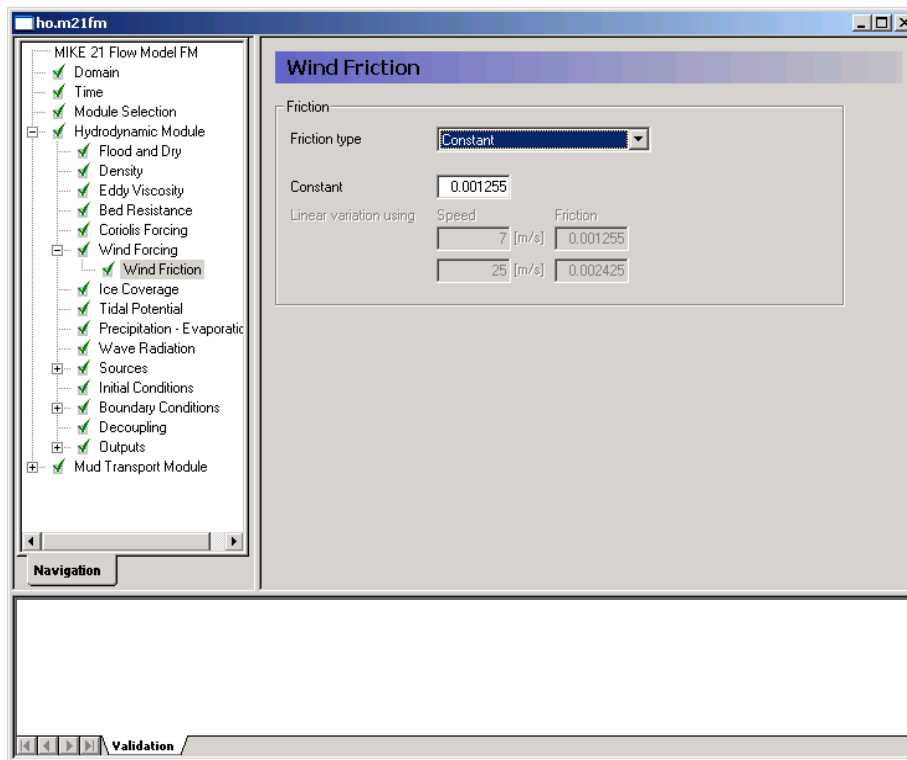 ho.m21fm
MIKE 21 Flow Model FM
Domain
Time
Module Selection
Hydrodynamic Module
Flood and Dry
Density
Eddy Viscosity
Bed Resistance
Coriolis Forcing
Wind Forcing
Wind Friction
Ice Coverage
Tidal Potential
Precipitation - Evaporatic
Wave Radiation
Sources
Initial Conditions
Boundary Conditions
Decoupling
Outputs
Mud Transport Module
Navigation
Wind Friction
Friction
Friction type Constant
Constant 0.001255
Linear variation using Speed Friction
7 [m/s] 0.001255
25 [m/s] 0.002425
Validation